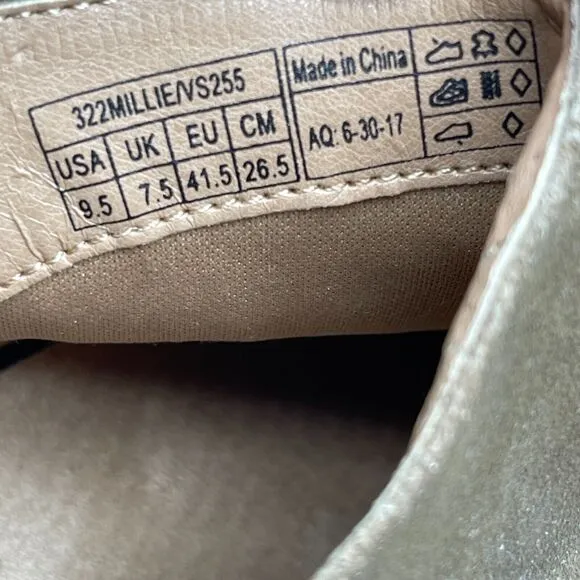 322MILLIE/VS255
USA UK EU CM
9.5 7.5 41.5 26.5
Made in China
AQ: 6-30-17